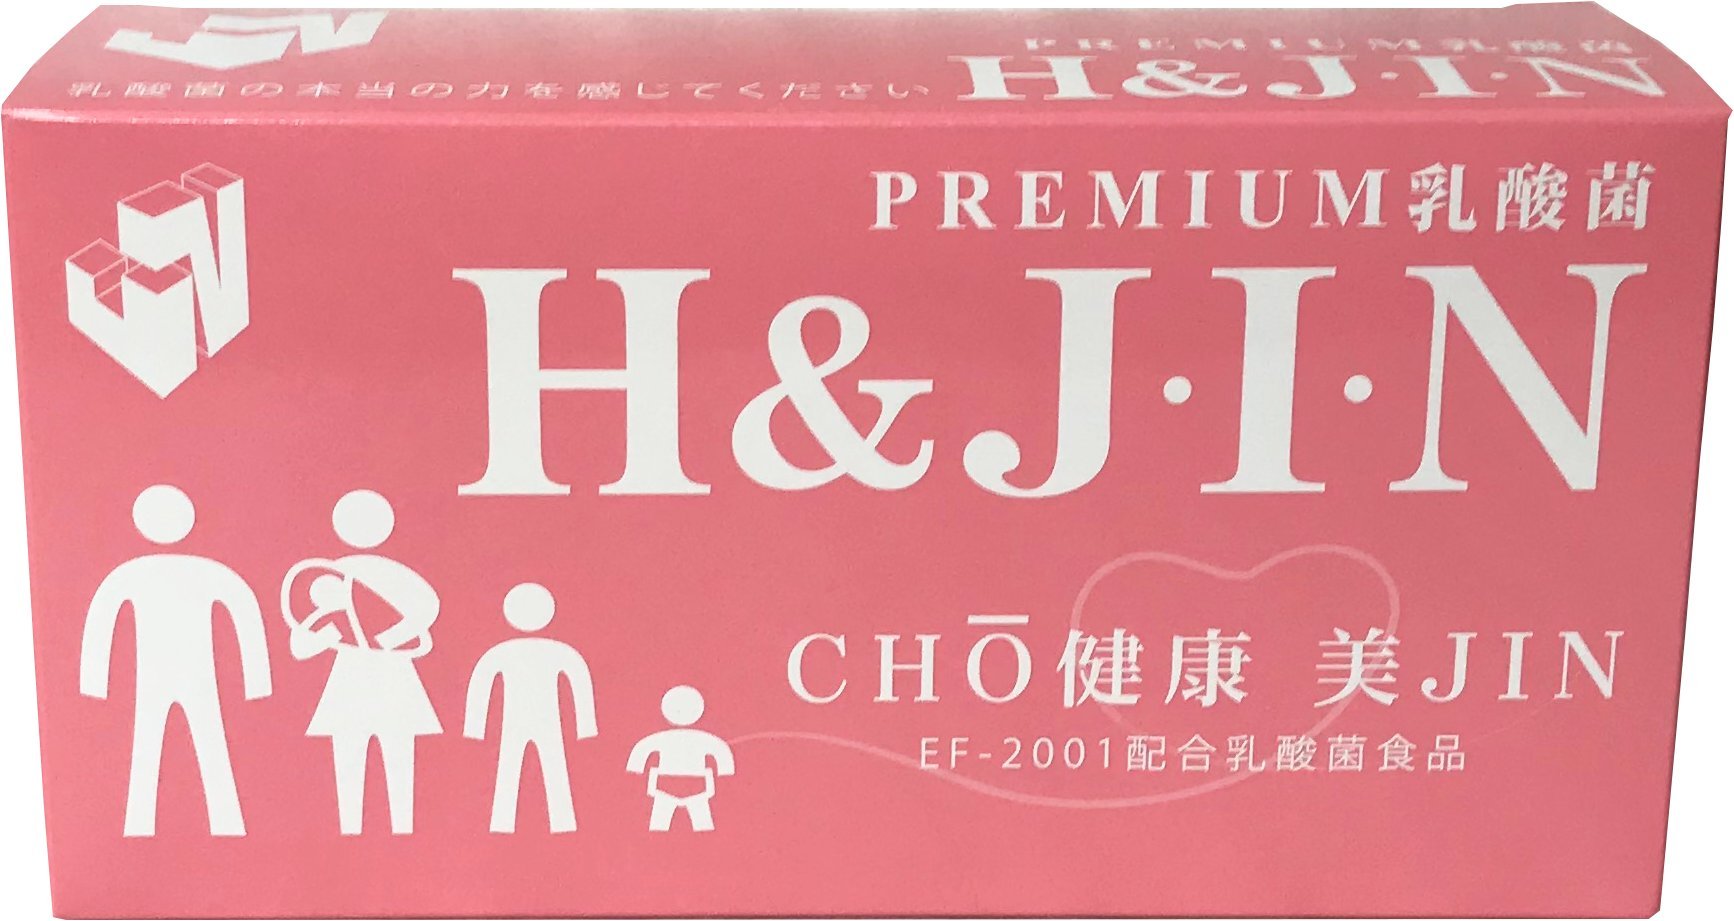 PREMIUM乳酸菌
乳酸菌の本当の力を感じてください H&J·I·N
PREMIUM乳酸菌
H&J·I·N
CHŌ健康 美JIN
EF-2001配合乳酸菌食品